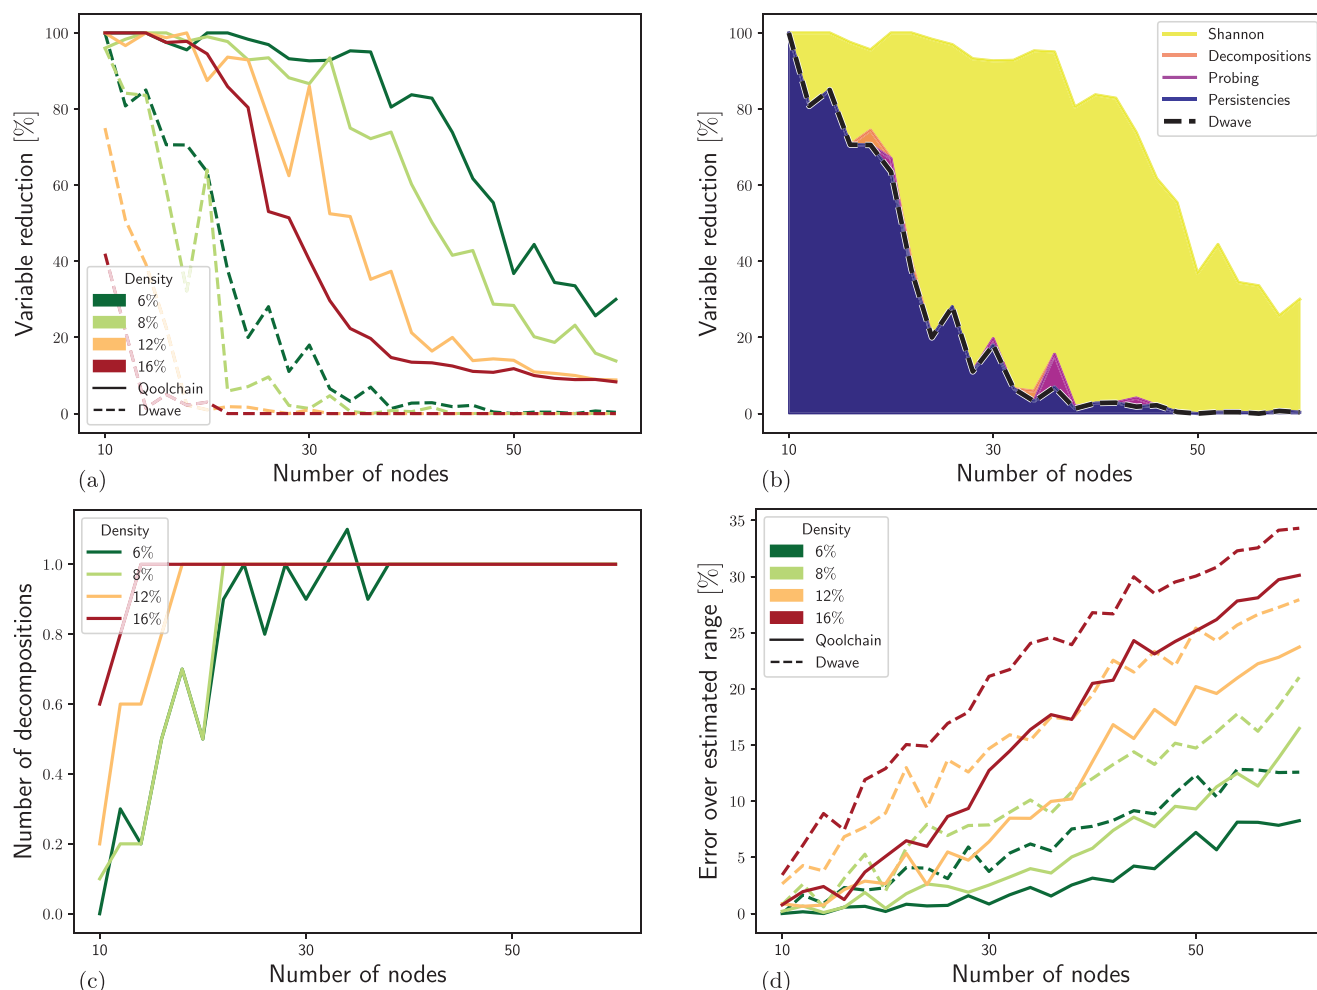 100
80
60
40
20
0
Variable reduction [%]
Density
6%
8%
12%
16%
Qoolchain
Dwave
10
30
50
Number of nodes
(a)
100
80
60
40
20
0
Variable reduction [%]
Shannon
Decompositions
Probing
Persistencies
Dwave
10
30
50
Number of nodes
(b)
1.0
0.8
0.6
0.4
0.2
0.0
Number of decompositions
Density
6%
8%
12%
16%
10
30
50
Number of nodes
(c)
35
30
25
20
15
10
5
0
Error over estimated range [%]
Density
6%
8%
12%
16%
Qoolchain
Dwave
10
30
50
Number of nodes
(d)